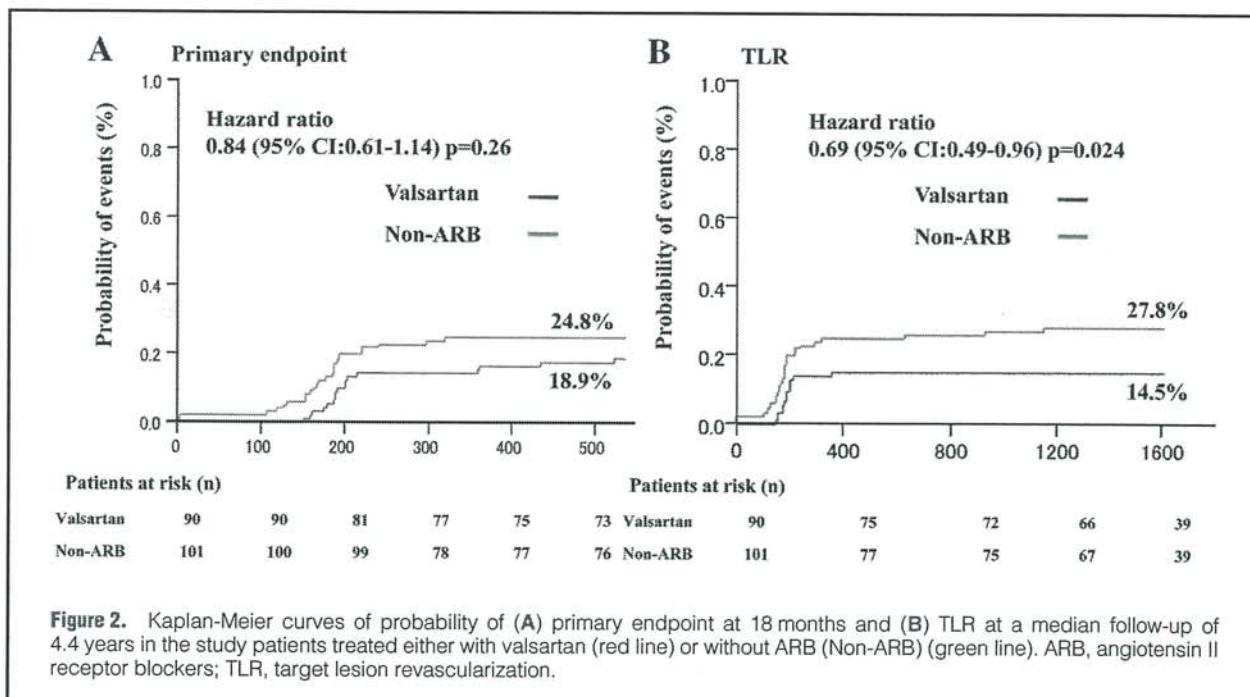 A Primary endpoint
Probability of events (%)
1.0
0.8
0.6
0.4
0.2
0.0
Hazard ratio
0.84 (95% CI:0.61-1.14) p=0.26
Valsartan
Non-ARB
24.8%
18.9%
0 100 200 300 400 500
Patients at risk (n)
Valsartan 90 90 81 77 75 73
Non-ARB 101 100 99 78 77 76
B TLR
Probability of events (%)
1.0
0.8
0.6
0.4
0.2
0.0
Hazard ratio
0.69 (95% CI:0.49-0.96) p=0.024
Valsartan
Non-ARB
27.8%
14.5%
0 400 800 1200 1600
Patients at risk (n)
Valsartan 90 75 72 66 39
Non-ARB 101 77 75 67 39
Figure 2. Kaplan-Meier curves of probability of (A) primary endpoint at 18 months and (B) TLR at a median follow-up of
4.4 years in the study patients treated either with valsartan (red line) or without ARB (Non-ARB) (green line). ARB, angiotensin II
receptor blockers; TLR, target lesion revascularization.